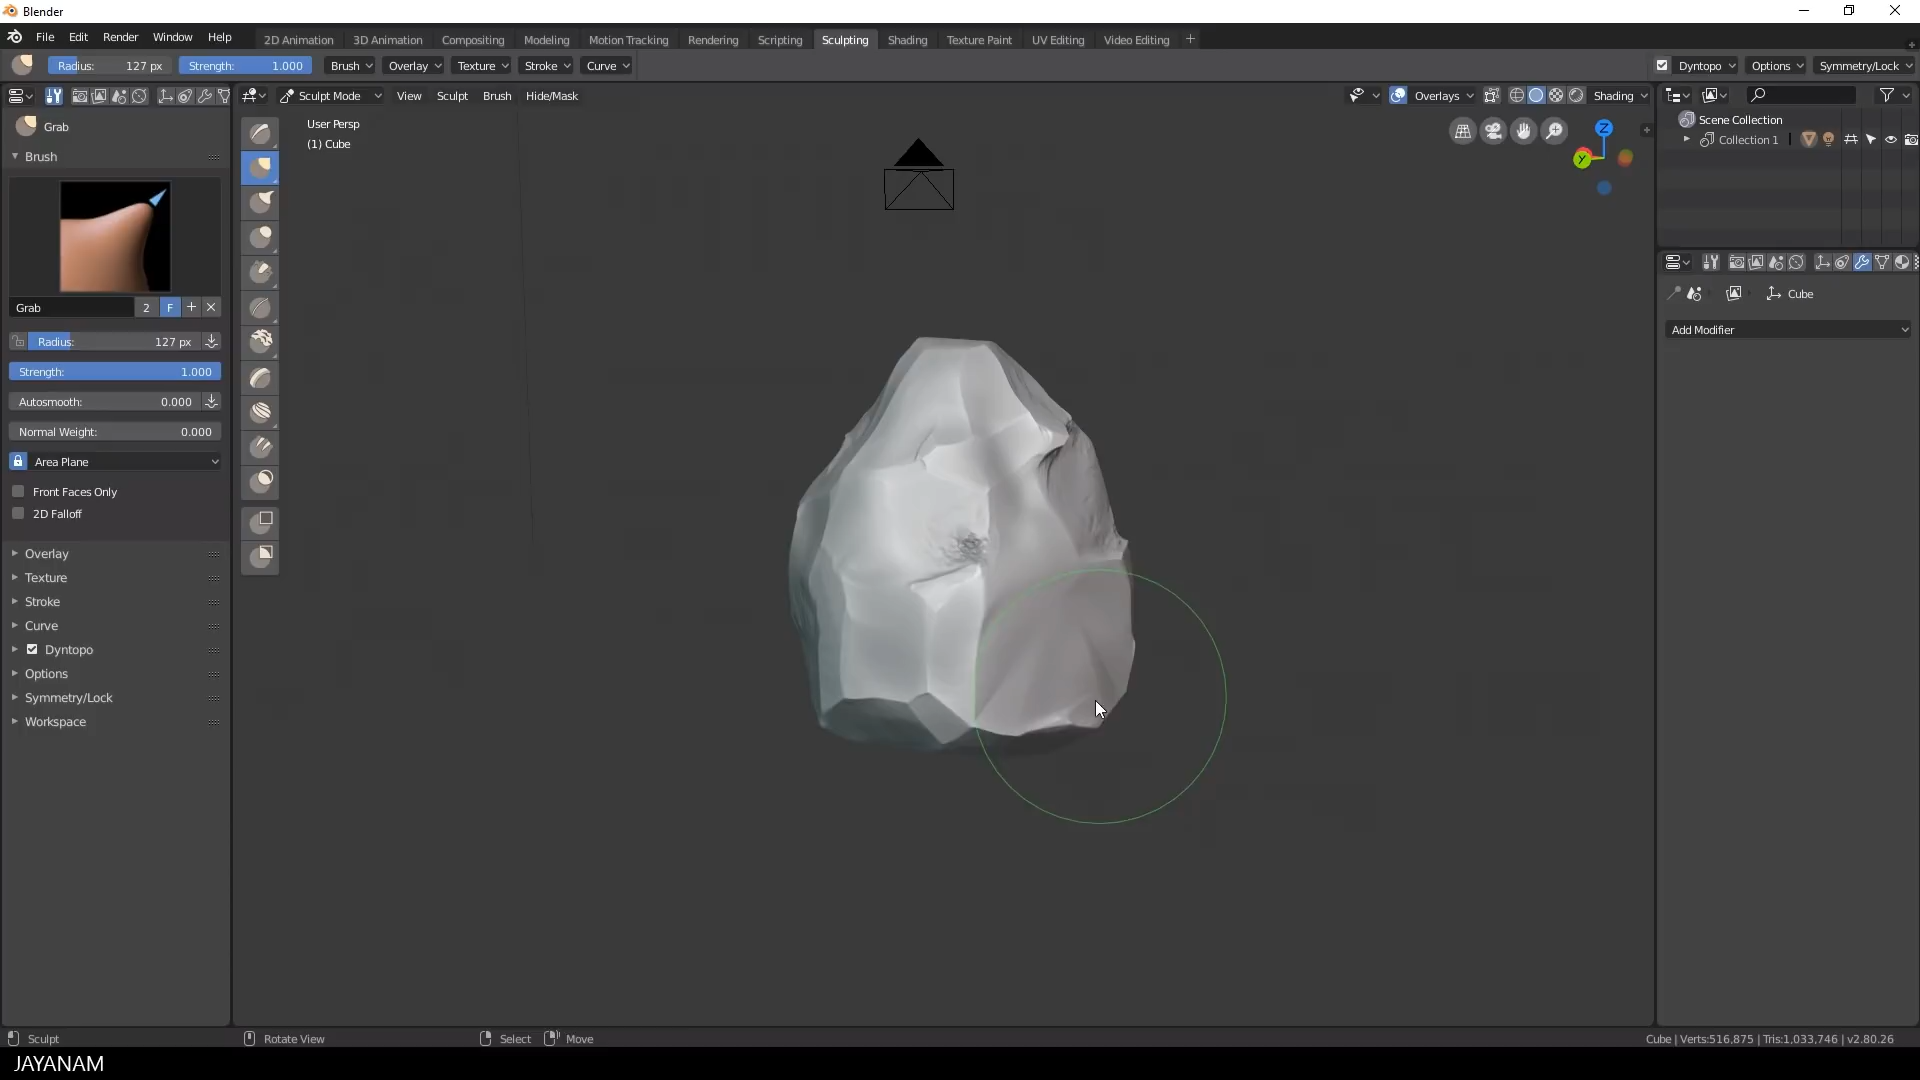 Blender
File Edit Render Window Help 2D Animation 3D Animation Compositing Modeling Motion Tracking Rendering Scripting Sculpting Shading Texture Paint UV Editing Video Editing +
Radius: 127 px Strength: 1.000 Brush Overlay Texture Stroke Curve Dyntopo Options Symmetry/Lock
Sculpt Mode View Sculpt Brush Hide/Mask Overlays Shading
Grab
Brush
Grab 2 F
Radius: 127 px
Strength: 1.000
Autosmooth: 0.000
Normal Weight: 0.000
Area Plane
Front Faces Only
2D Falloff
Overlay
Texture
Stroke
Curve
Dyntopo
Options
Symmetry/Lock
Workspace
User Persp
(1) Cube
Z
Y
Scene Collection
Collection 1
Cube
Add Modifier
Sculpt Rotate View Select Move Cube | Verts:516,875 | Tris:1,033,746 | v2.80.26
JAYANAM